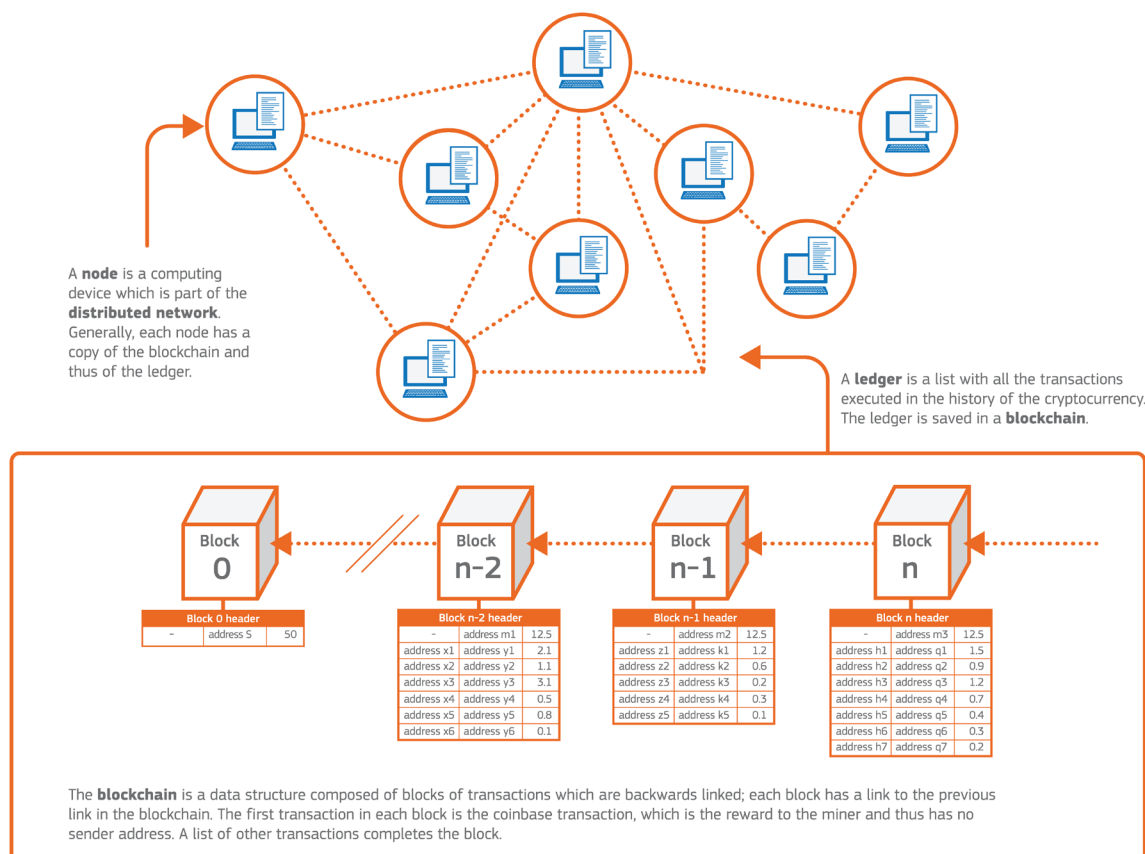 A node is a computing
device which is part of the
distributed network.
Generally, each node has a
copy of the blockchain and
thus of the ledger.
A ledger is a list with all the transactions
executed in the history of the cryptocurrency.
The ledger is saved in a blockchain.
Block
0
Block
n-2
Block
n-1
Block
n
Block 0 header
- address S 50
Block n-2 header
- address m1 12.5
address x1 address y1 2.1
address x2 address y2 1.1
address x3 address y3 3.1
address x4 address y4 0.5
address x5 address y5 0.8
address x6 address y6 0.1
Block n-1 header
- address m2 12.5
address z1 address k1 1.2
address z2 address k2 0.6
address z3 address k3 0.2
address z4 address k4 0.3
address z5 address k5 0.1
Block n header
- address m3 12.5
address h1 address q1 1.5
address h2 address q2 0.9
address h3 address q3 1.2
address h4 address q4 0.7
address h5 address q5 0.4
address h6 address q6 0.3
address h7 address q7 0.2
The blockchain is a data structure composed of blocks of transactions which are backwards linked; each block has a link to the previous
link in the blockchain. The first transaction in each block is the coinbase transaction, which is the reward to the miner and thus has no
sender address. A list of other transactions completes the block.